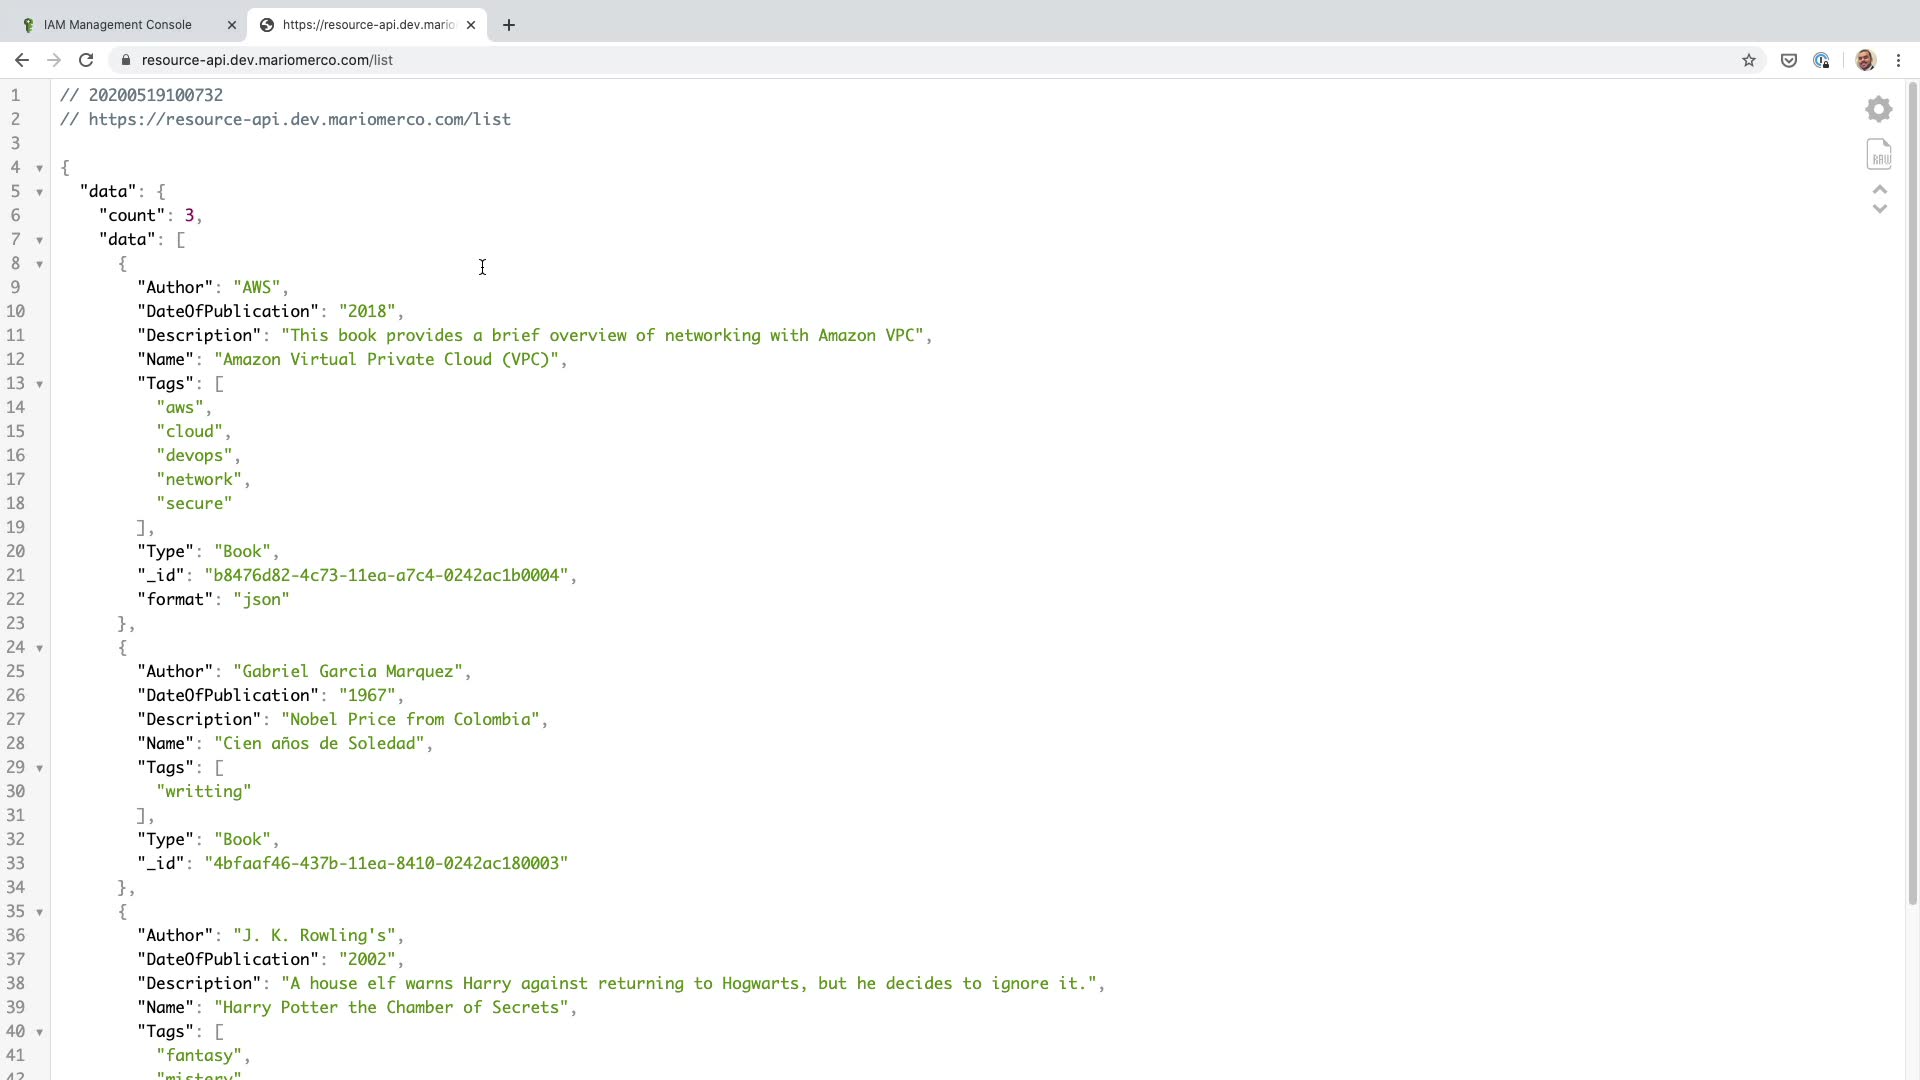 IAM Management Console
https://resource-api.dev.mario
resource-api.dev.mariomerco.com/list
1 // 20200519100732
2 // https://resource-api.dev.mariomerco.com/list
3
4 {
5 "data": {
6 "count": 3,
7 "data": [
8 {
9 "Author": "AWS",
10 "DateOfPublication": "2018",
11 "Description": "This book provides a brief overview of networking with Amazon VPC",
12 "Name": "Amazon Virtual Private Cloud (VPC)",
13 "Tags": [
14 "aws",
15 "cloud",
16 "devops",
17 "network",
18 "secure"
19 ],
20 "Type": "Book",
21 "_id": "b8476d82-4c73-11ea-a7c4-0242ac1b0004",
22 "format": "json"
23 },
24 {
25 "Author": "Gabriel Garcia Marquez",
26 "DateOfPublication": "1967",
27 "Description": "Nobel Price from Colombia",
28 "Name": "Cien años de Soledad",
29 "Tags": [
30 "writting"
31 ],
32 "Type": "Book",
33 "_id": "4bfaaf46-437b-11ea-8410-0242ac180003"
34 },
35 {
36 "Author": "J. K. Rowling's",
37 "DateOfPublication": "2002",
38 "Description": "A house elf warns Harry against returning to Hogwarts, but he decides to ignore it.",
39 "Name": "Harry Potter the Chamber of Secrets",
40 "Tags": [
41 "fantasy",
42 "mistery"
RAW